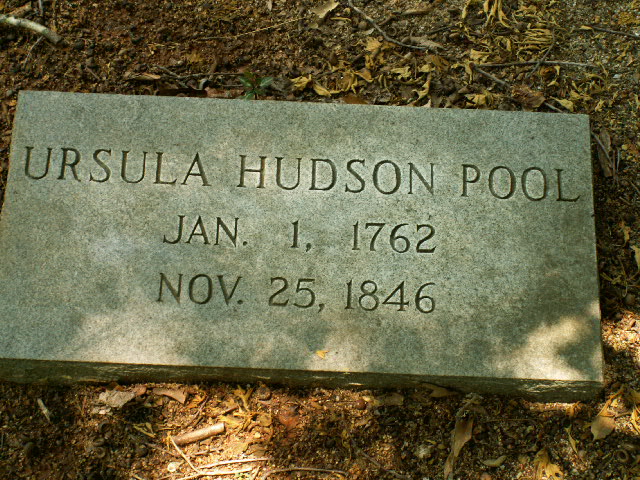 URSULA HUDSON POOL
JAN. 1, 1762
NOV. 25, 1846